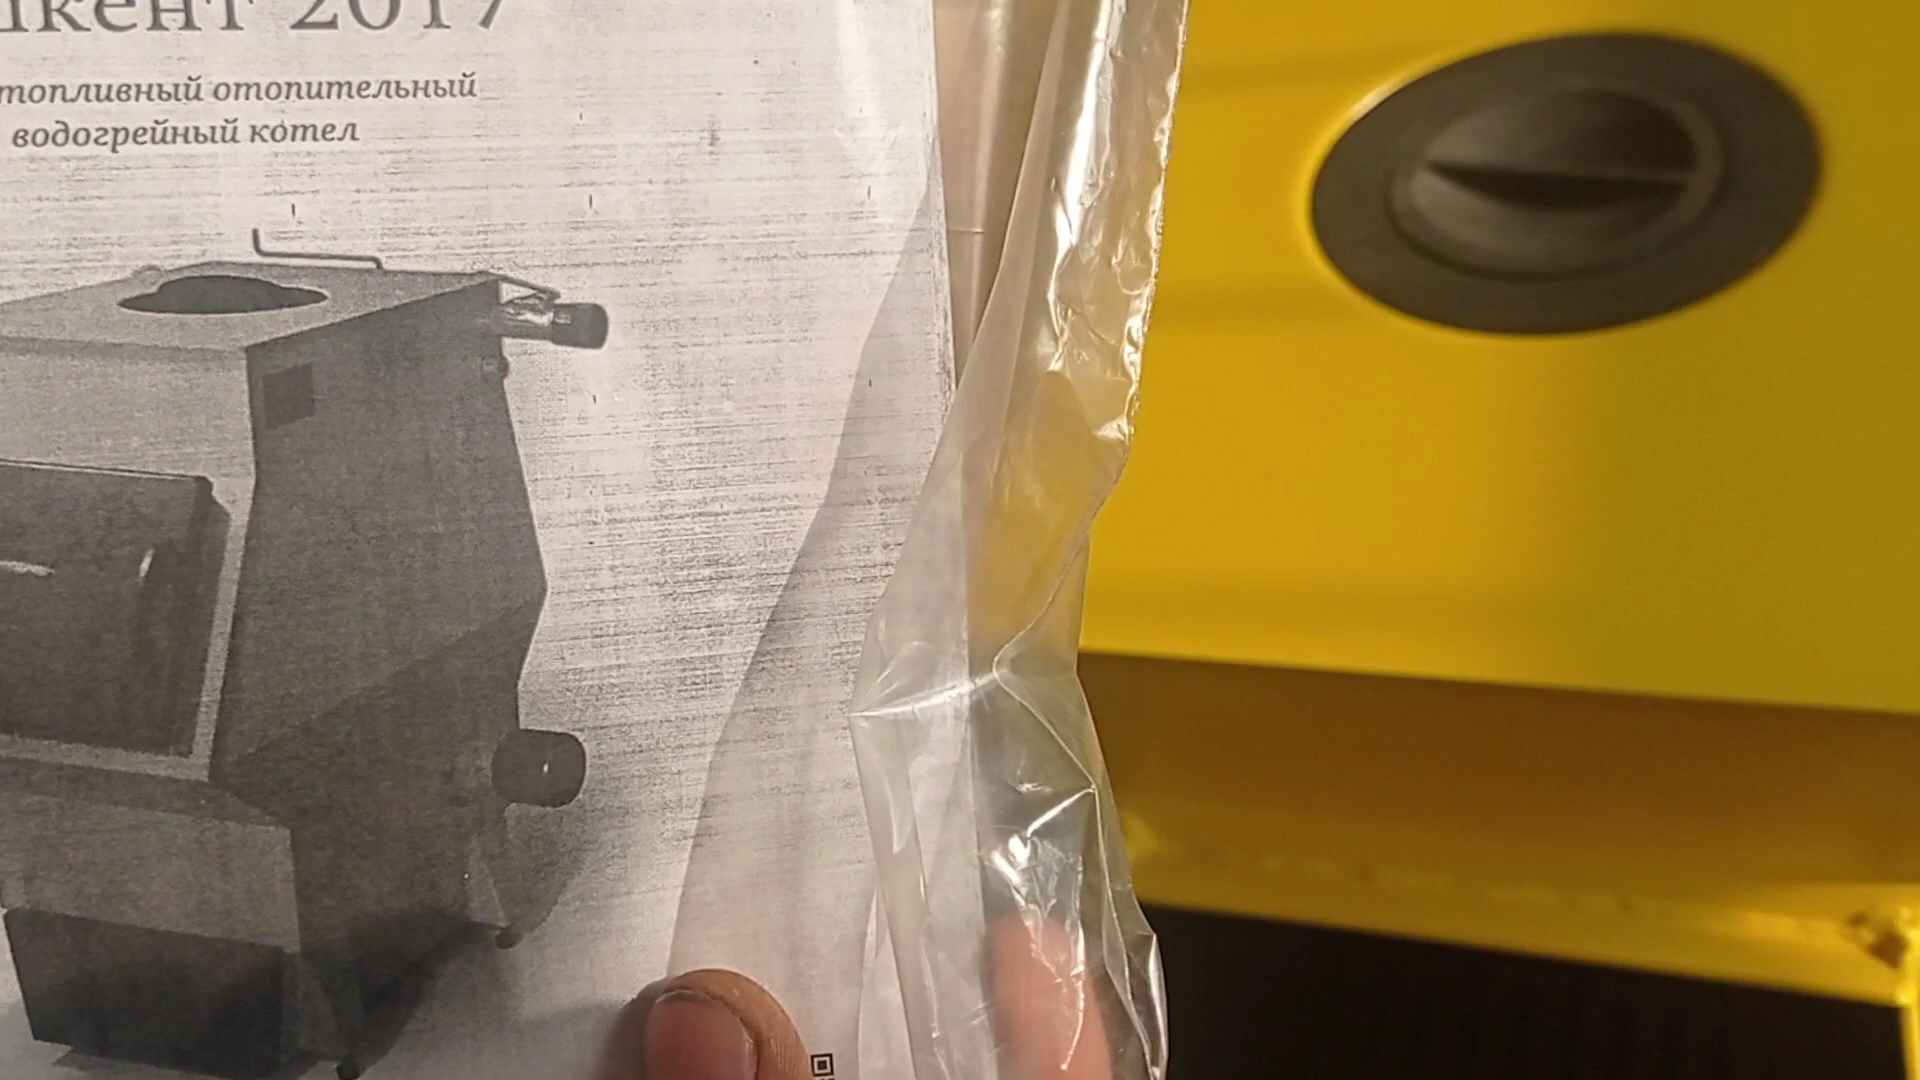 кент 2017
топливный отопительный
водогрейный котел